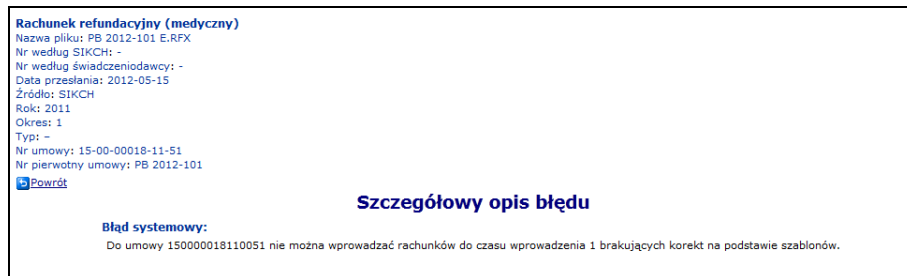 Rachunek refundacyjny (medyczny)
Nazwa pliku: PB 2012-101 E.RFX
Nr według SIKCH: -
Nr według świadczeniodawcy: -
Data przesłania: 2012-05-15
Źródło: SIKCH
Rok: 2011
Okres: 1
Typ: –
Nr umowy: 15-00-00018-11-51
Nr pierwotny umowy: PB 2012-101
Powrót
Szczegółowy opis błędu
Błąd systemowy:
Do umowy 150000018110051 nie można wprowadzać rachunków do czasu wprowadzenia 1 brakujących korekt na podstawie szablonów.